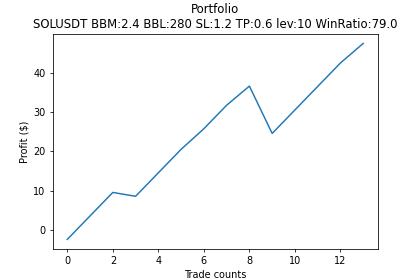 Portfolio
SOLUSDT BBM:2.4 BBL:280 SL:1.2 TP:0.6 lev:10 WinRatio:79.0
Profit ($)
40
30
20
10
0
0 2 4 6 8 10 12
Trade counts